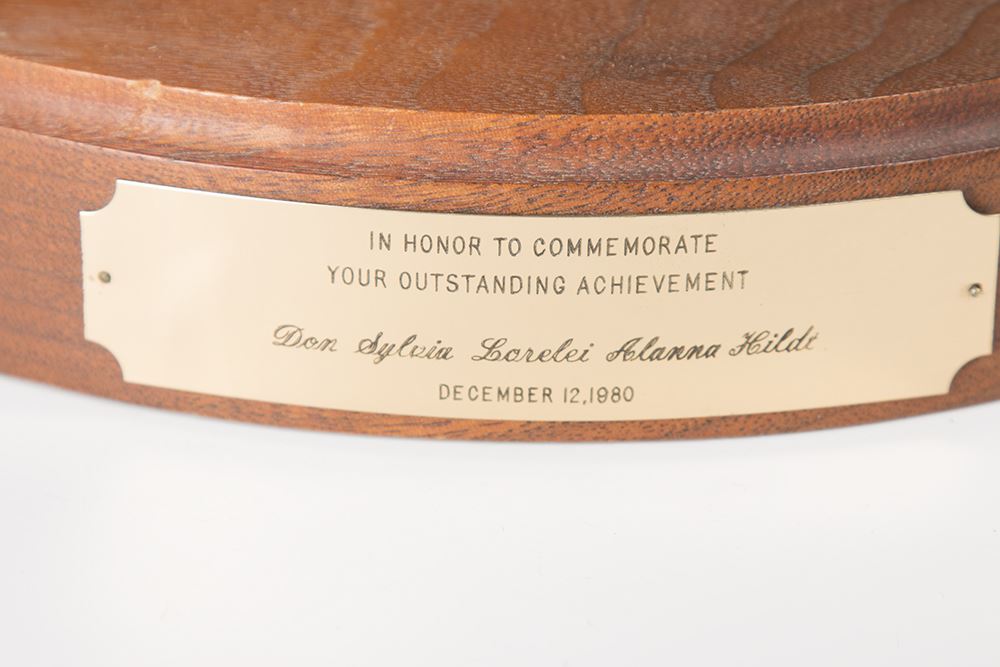 IN HONOR TO COMMEMORATE
YOUR OUTSTANDING ACHIEVEMENT
Don Sylvia Lorelei Alanna Hildt
DECEMBER 12,1980